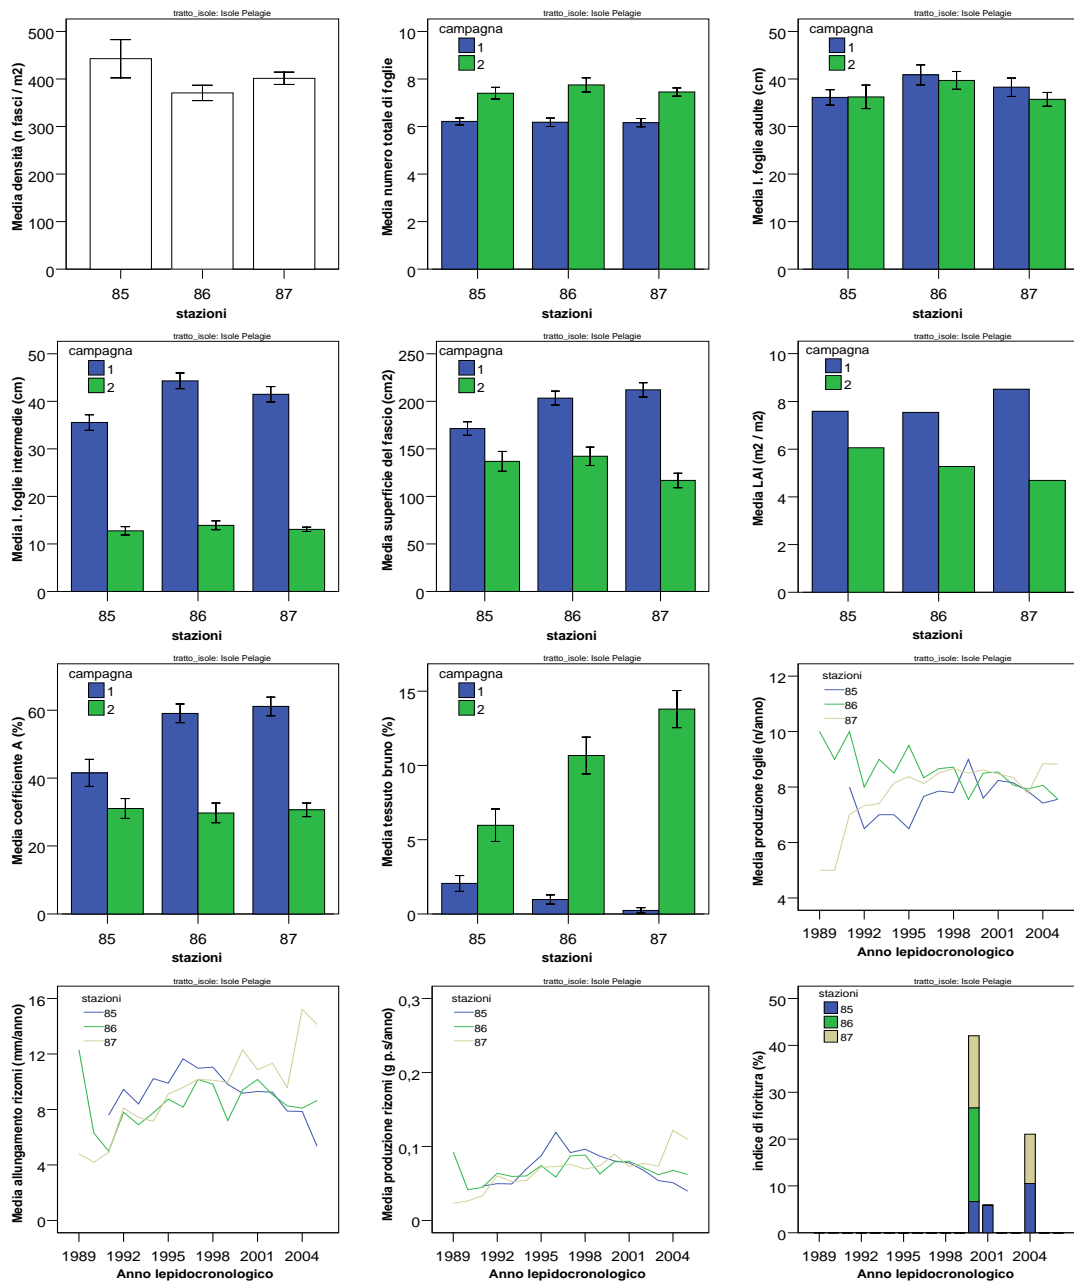 tratto_isole: Isole Pelagie
Media densità (n fasci / m2)
500
400
300
200
100
0
85 86 87
stazioni
tratto_isole: Isole Pelagie
campagna
1
2
Media numero totale di foglie
10
8
6
4
2
0
85 86 87
stazioni
tratto_isole: Isole Pelagie
campagna
1
2
Media l. foglie adulte (cm)
50
40
30
20
10
0
85 86 87
stazioni
tratto_isole: Isole Pelagie
campagna
1
2
Media l. foglie intermedie (cm)
50
40
30
20
10
0
85 86 87
stazioni
tratto_isole: Isole Pelagie
campagna
1
2
Media superficie del fascio (cm2)
250
200
150
100
50
0
85 86 87
stazioni
tratto_isole: Isole Pelagie
campagna
1
2
Media LAI (m2 / m2)
10
8
6
4
2
0
85 86 87
stazioni
tratto_isole: Isole Pelagie
campagna
1
2
Media coefficiente A (%)
60
40
20
0
85 86 87
stazioni
tratto_isole: Isole Pelagie
campagna
1
2
Media tessuto bruno (%)
15
10
5
0
85 86 87
stazioni
tratto_isole: Isole Pelagie
stazioni
85
86
87
Media produzione foglie (n/anno)
12
10
8
6
4
1989 1992 1995 1998 2001 2004
Anno lepidocronologico
tratto_isole: Isole Pelagie
stazioni
85
86
87
Media allungamento rizomi (mm/anno)
16
12
8
4
0
1989 1992 1995 1998 2001 2004
Anno lepidocronologico
tratto_isole: Isole Pelagie
stazioni
85
86
87
Media produzione rizomi (g p.s/anno)
0,3
0,2
0,1
0
1989 1992 1995 1998 2001 2004
Anno lepidocronologico
tratto_isole: Isole Pelagie
stazioni
85
86
87
indice di fioritura (%)
50
40
30
20
10
0
1989 1992 1995 1998 2001 2004
Anno lepidocronologico